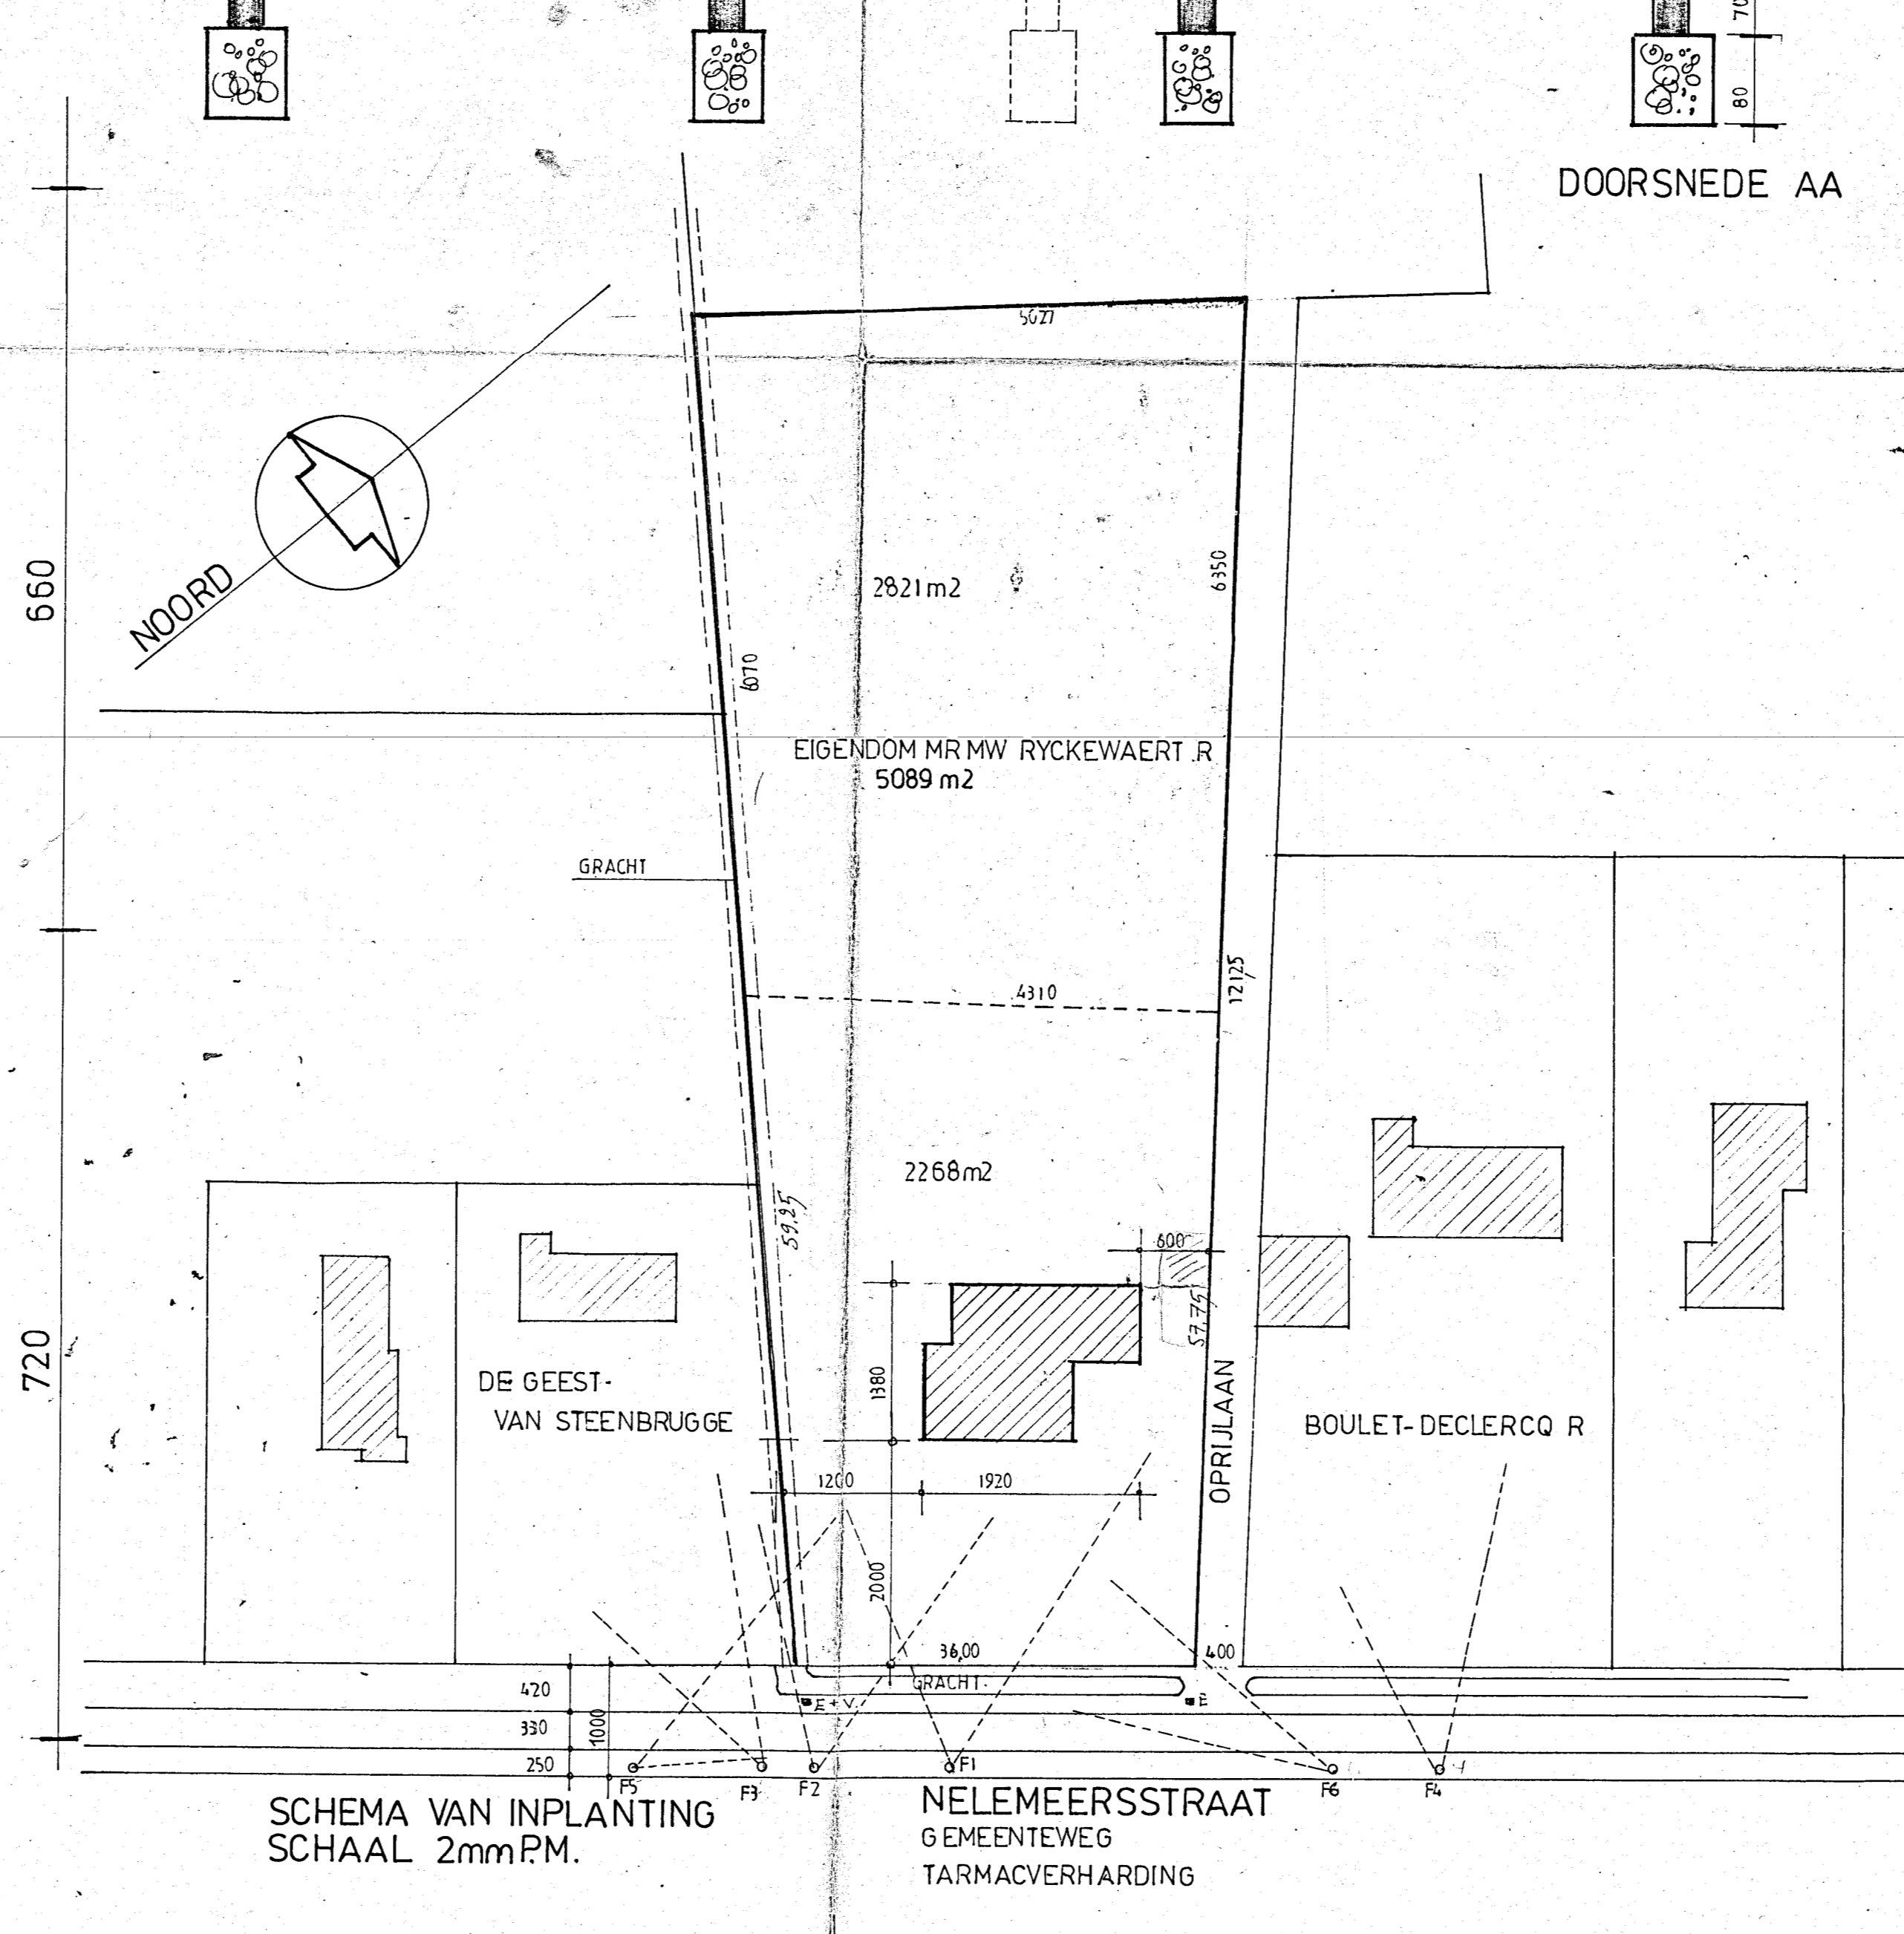 70
80
DOORSNEDE AA
5027
660
NOORD
2821m2
6350
6070
EIGENDOM MR MW RYCKEWAERT .R
5089 m2
GRACHT
4310
12125
2268m2
59.25
600
57.75
720
1380
DE GEEST-
VAN STEENBRUGGE
OPRIJLAAN
BOULET-DECLERCQ R
1200
1920
2000
36,00
400
GRACHT.
420
E+V.
E
330
1000
250
F5
F3
F2
F1
F6
F4
SCHEMA VAN INPLANTING
SCHAAL 2mm P.M.
NELEMEERSSTRAAT
GEMEENTEWEG
TARMACVERHARDING